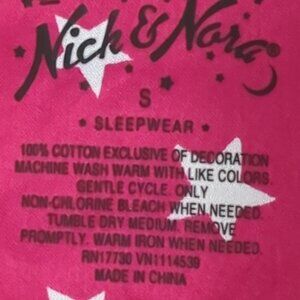 Nick & Nora®
S
• SLEEPWEAR •
100% COTTON EXCLUSIVE OF DECORATION
MACHINE WASH WARM WITH LIKE COLORS.
GENTLE CYCLE. ONLY
NON-CHLORINE BLEACH WHEN NEEDED.
TUMBLE DRY MEDIUM. REMOVE
PROMPTLY. WARM IRON WHEN NEEDED.
RN17730 VN1114539
MADE IN CHINA